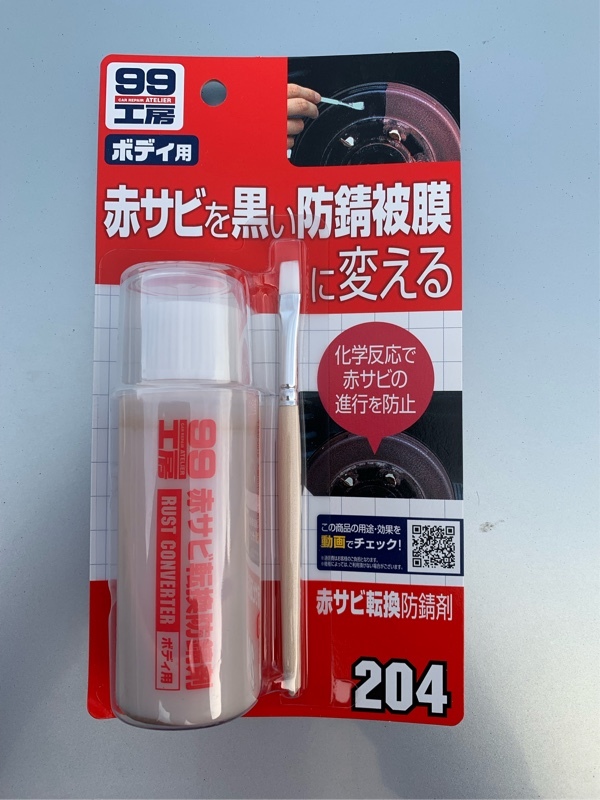 99
CAR REPAIR ATELIER
工房
ボディ用
赤サビを黒い防錆被膜
に変える
化学反応で
赤サビの
進行を防止
99
工房
赤サビ転換防錆剤
RUST CONVERTER
ボディ用
この商品の用途・効果を
動画でチェック!
赤サビ転換防錆剤
204